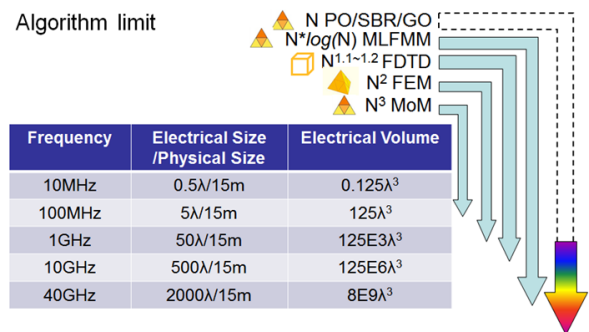 Algorithm limit
N PO/SBR/GO
N*log(N) MLFMM
N1.1~1.2 FDTD
N2 FEM
N3 MoM
Frequency Electrical Size /Physical Size Electrical Volume
10MHz 0.5λ/15m 0.125λ3
100MHz 5λ/15m 125λ3
1GHz 50λ/15m 125E3λ3
10GHz 500λ/15m 125E6λ3
40GHz 2000λ/15m 8E9λ3